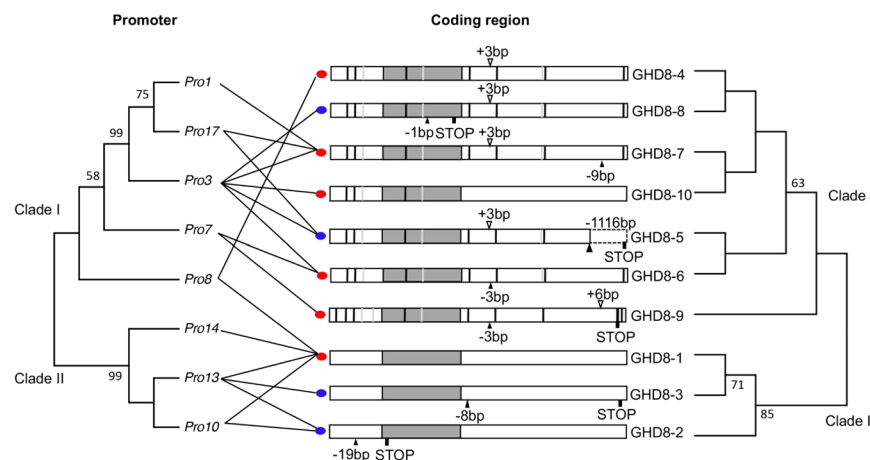 Promoter
Coding region
Pro1
Pro17
Pro3
Pro7
Pro8
Pro14
Pro13
Pro10
75
99
58
99
Clade I
Clade II
+3bp
GHD8-4
+3bp
GHD8-8
-1bp STOP
+3bp
GHD8-7
-9bp
GHD8-10
+3bp
-1116bp
GHD8-5
STOP
GHD8-6
-3bp
+6bp
GHD8-9
-3bp
STOP
GHD8-1
GHD8-3
-8bp
STOP
GHD8-2
-19bp STOP
63
Clade
71
85
Clade I